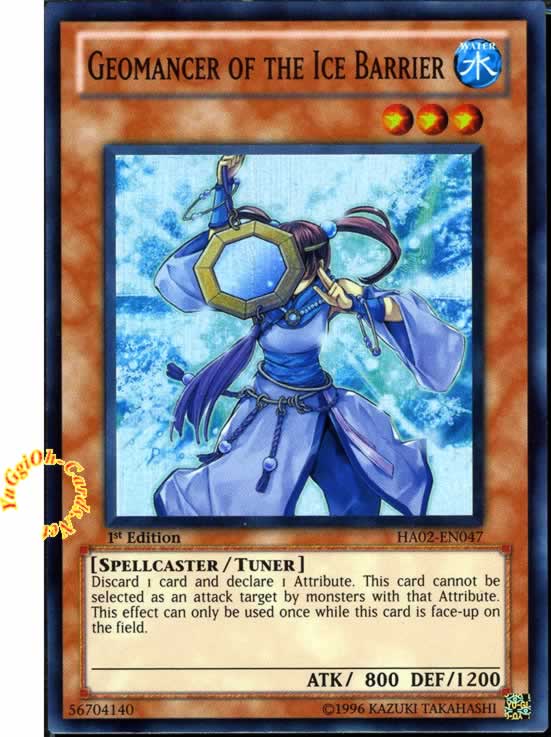 GEOMANCER OF THE ICE BARRIER
WATER
水
YuGgiOh-Cards.Net
1st Edition
HA02-EN047
[SPELLCASTER / TUNER]
Discard 1 card and declare 1 Attribute. This card cannot be
selected as an attack target by monsters with that Attribute.
This effect can only be used once while this card is face-up on
the field.
ATK/ 800 DEF/1200
56704140
©1996 KAZUKI TAKAHASHI